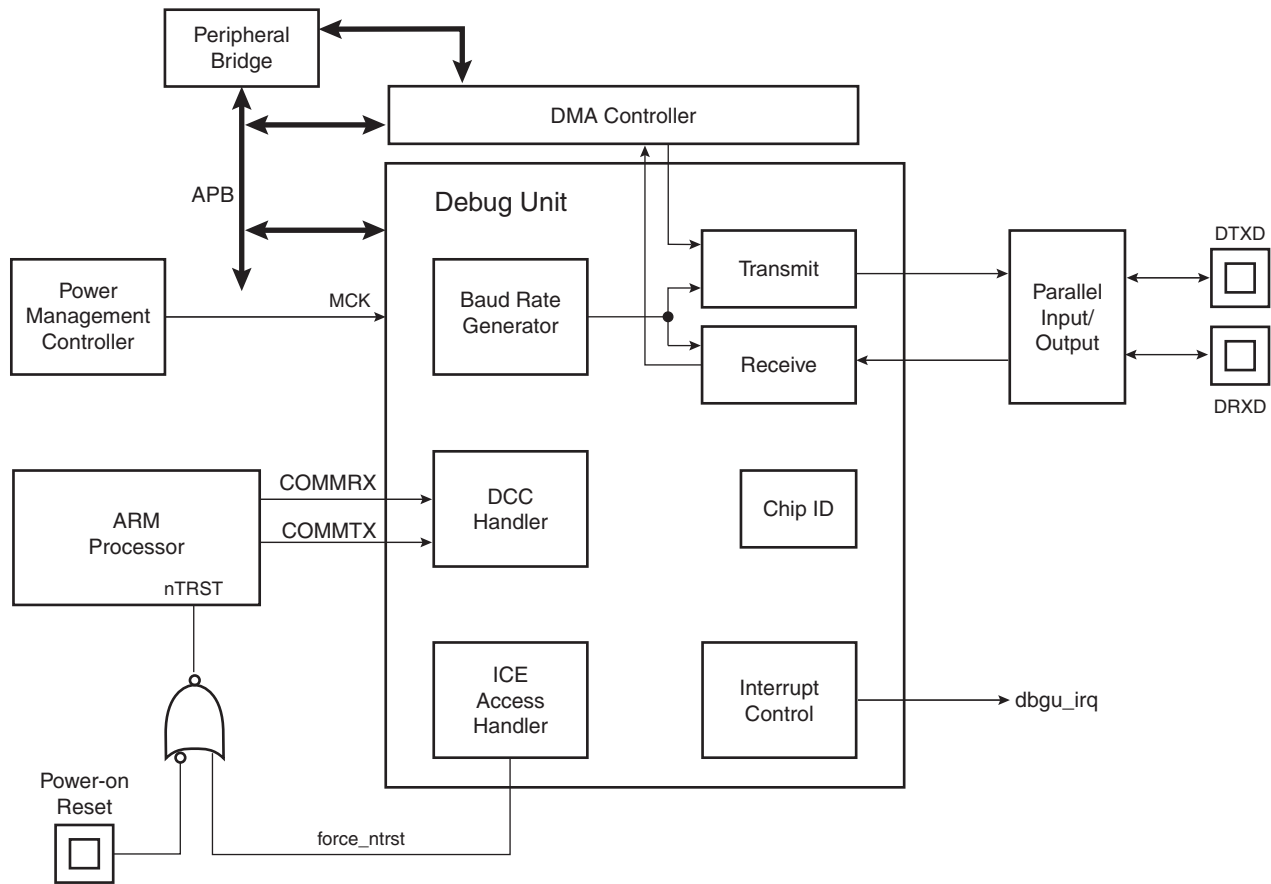 Peripheral
Bridge
DMA Controller
APB
Debug Unit
Power
Management
Controller
MCK
Baud Rate
Generator
Transmit
Receive
Parallel
Input/
Output
DTXD
DRXD
ARM
Processor
nTRST
COMMRX
COMMTX
DCC
Handler
Chip ID
ICE
Access
Handler
Interrupt
Control
dbgu_irq
Power-on
Reset
force_ntrst